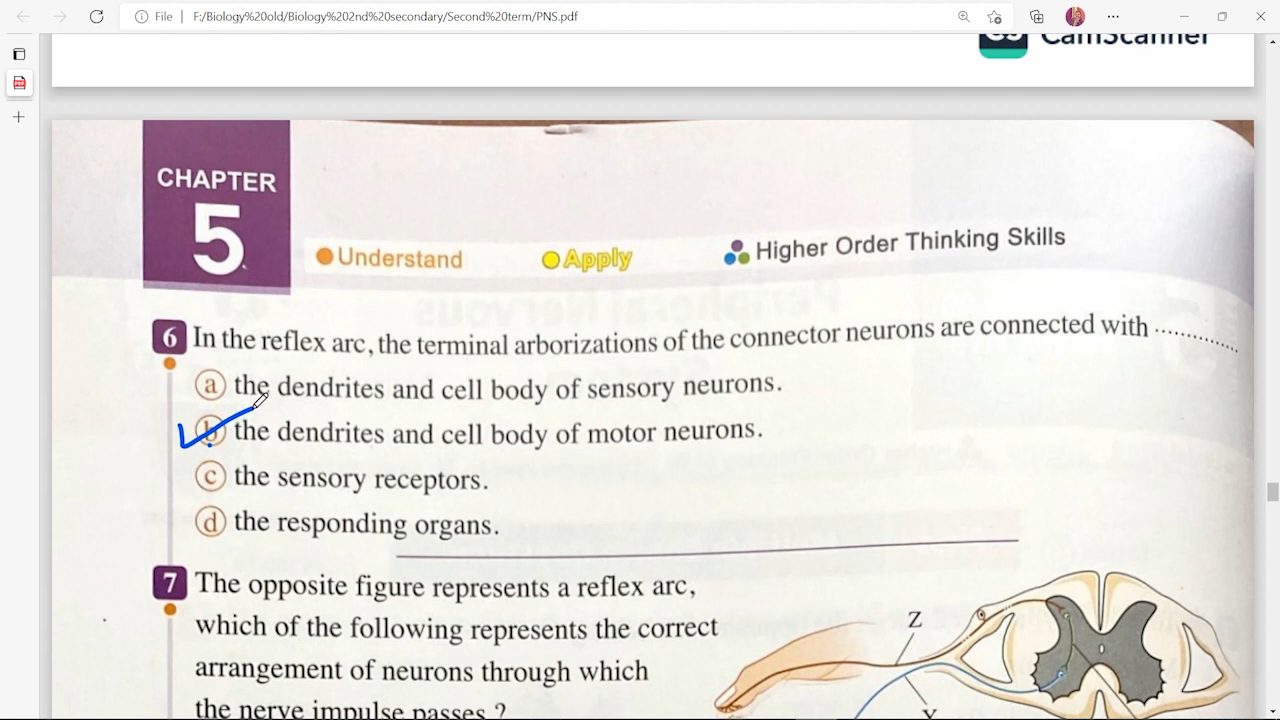 File
F:/Biology%20old/Biology%202nd%20secondary/Second%20term/PNS.pdf
CamScanner
CHAPTER
5
Understand
Apply
Higher Order Thinking Skills
6 In the reflex arc, the terminal arborizations of the connector neurons are connected with ............
a the dendrites and cell body of sensory neurons.
b the dendrites and cell body of motor neurons.
c the sensory receptors.
d the responding organs.
7 The opposite figure represents a reflex arc,
which of the following represents the correct
arrangement of neurons through which
the nerve impulse passes ?
Z
Y